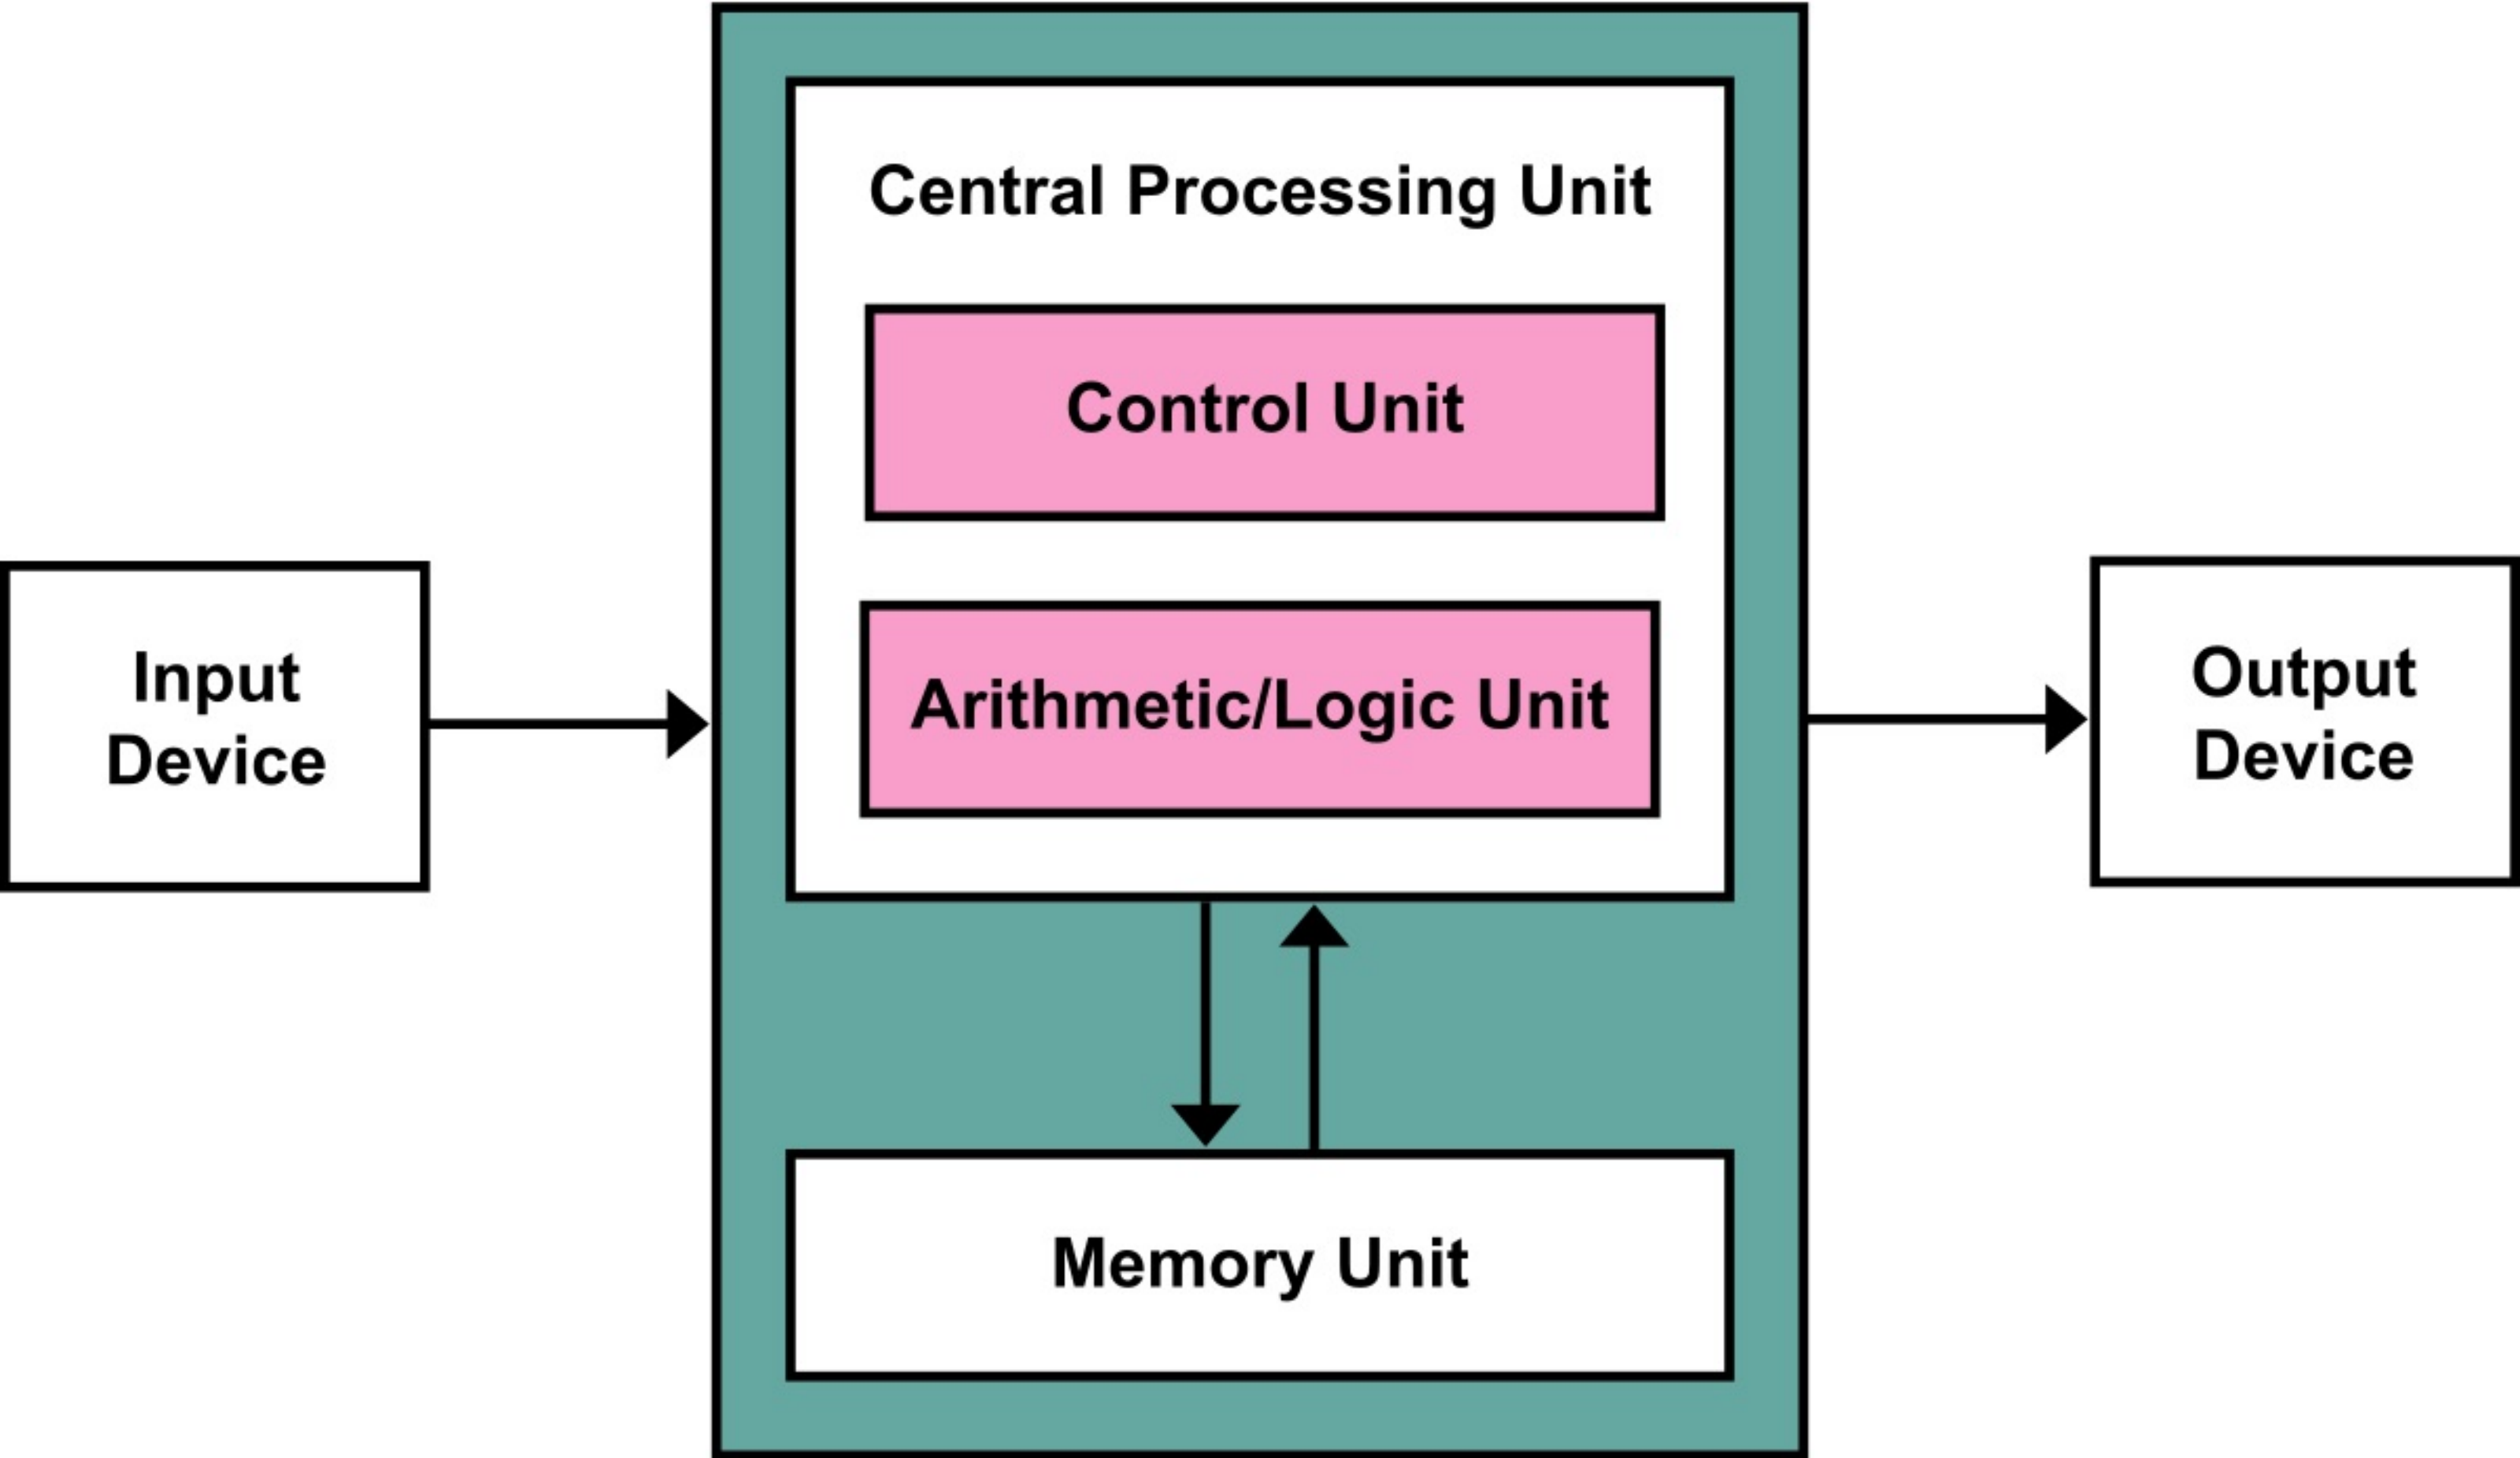 Central Processing Unit
Control Unit
Arithmetic/Logic Unit
Input
Device
Output
Device
Memory Unit